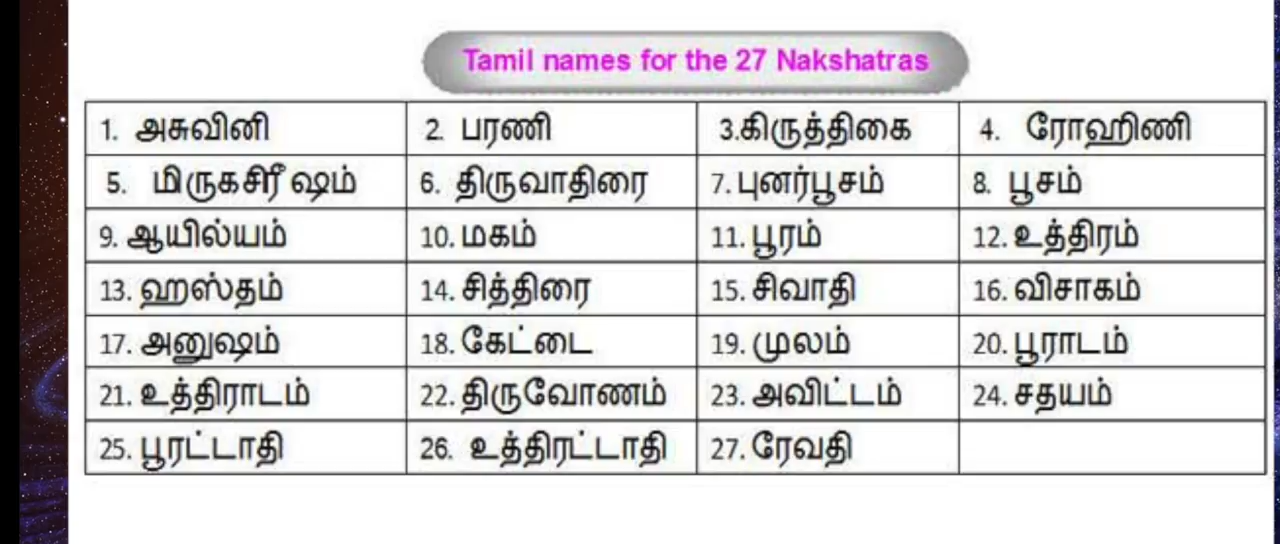 Tamil names for the 27 Nakshatras
1. அசுவினி 2. பரணி 3.கிருத்திகை 4. ரோஹிணி
5. மிருகசிரீ ஷம் 6. திருவாதிரை 7. புனர்பூசம் 8. பூசம்
9. ஆயில்யம் 10. மகம் 11. பூரம் 12. உத்திரம்
13. ஹஸ்தம் 14. சித்திரை 15. சிவாதி 16. விசாகம்
17. அனுஷம் 18. கேட்டை 19. முலம் 20. பூராடம்
21. உத்திராடம் 22. திருவோணம் 23. அவிட்டம் 24. சதயம்
25. பூரட்டாதி 26. உத்திரட்டாதி 27. ரேவதி